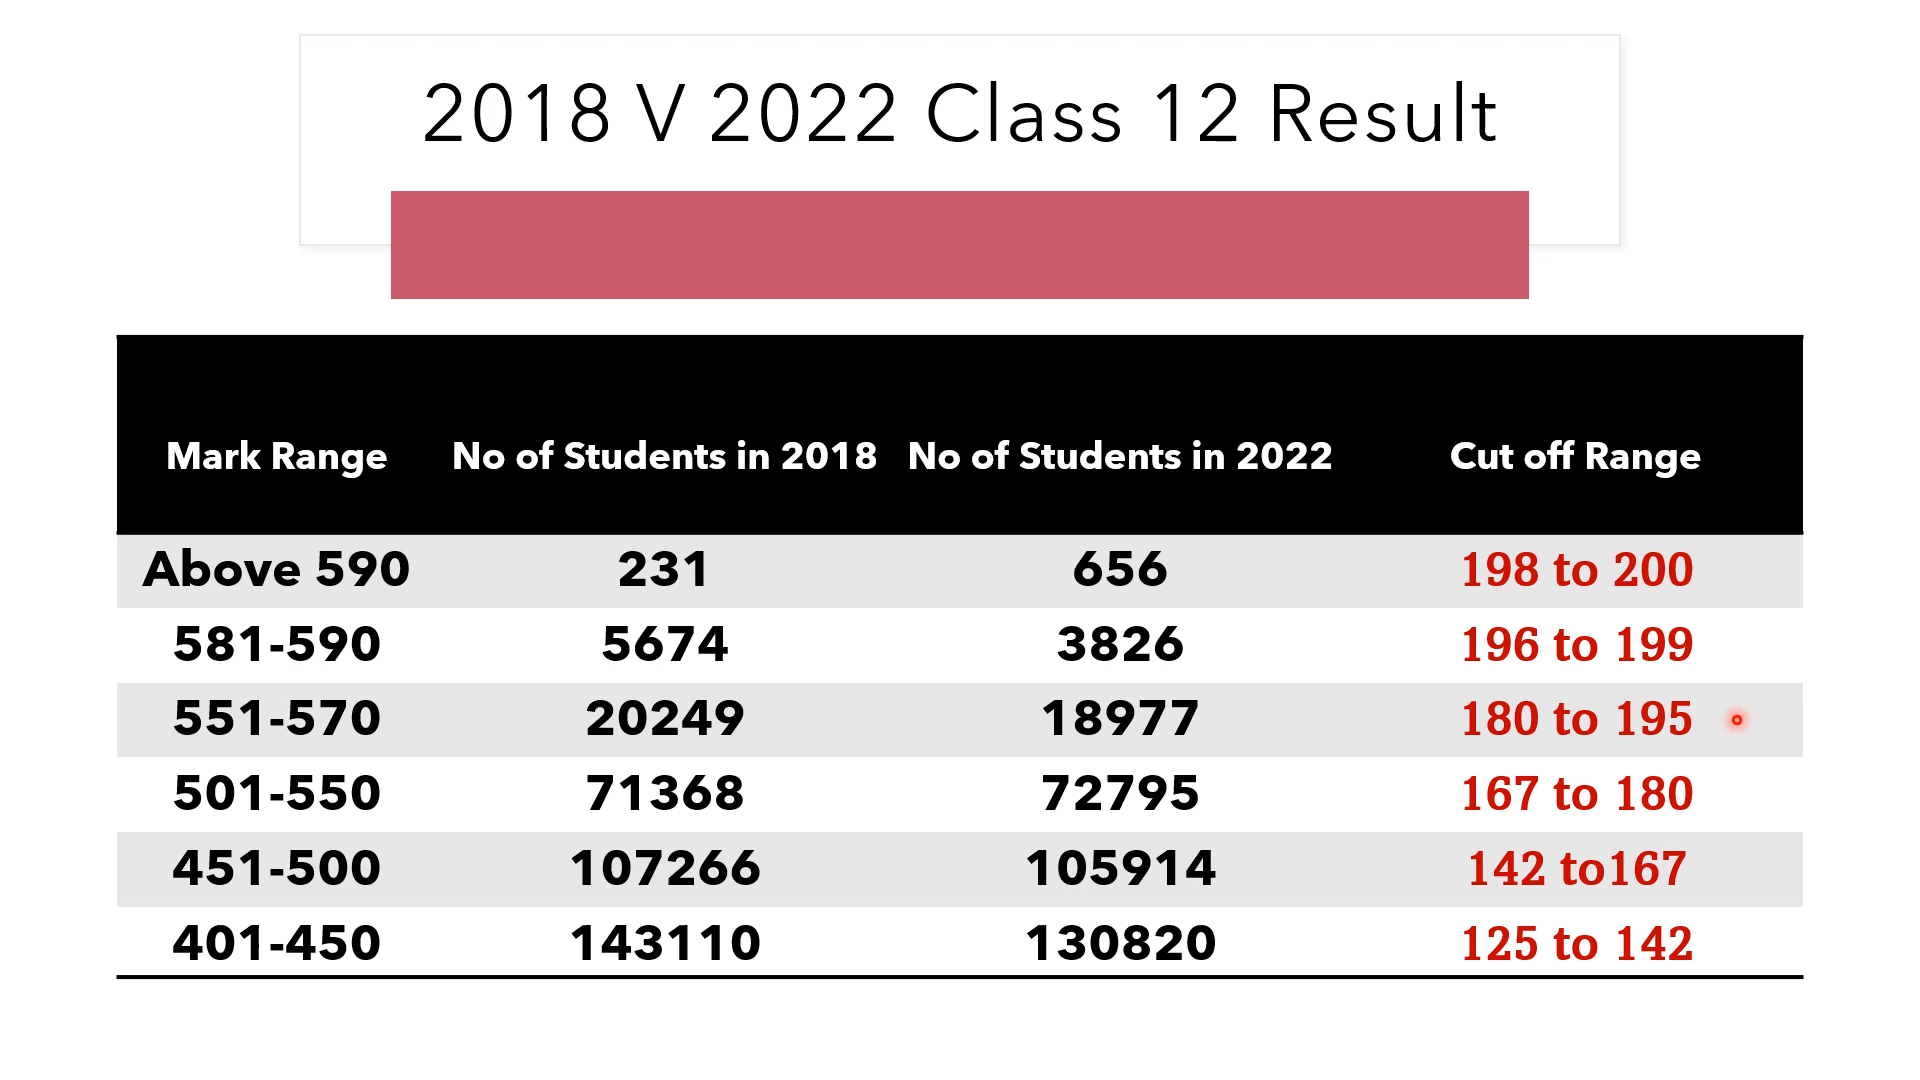 2018 V 2022 Class 12 Result
Mark Range No of Students in 2018 No of Students in 2022 Cut off Range
Above 590 231 656 198 to 200
581-590 5674 3826 196 to 199
551-570 20249 18977 180 to 195
501-550 71368 72795 167 to 180
451-500 107266 105914 142 to167
401-450 143110 130820 125 to 142